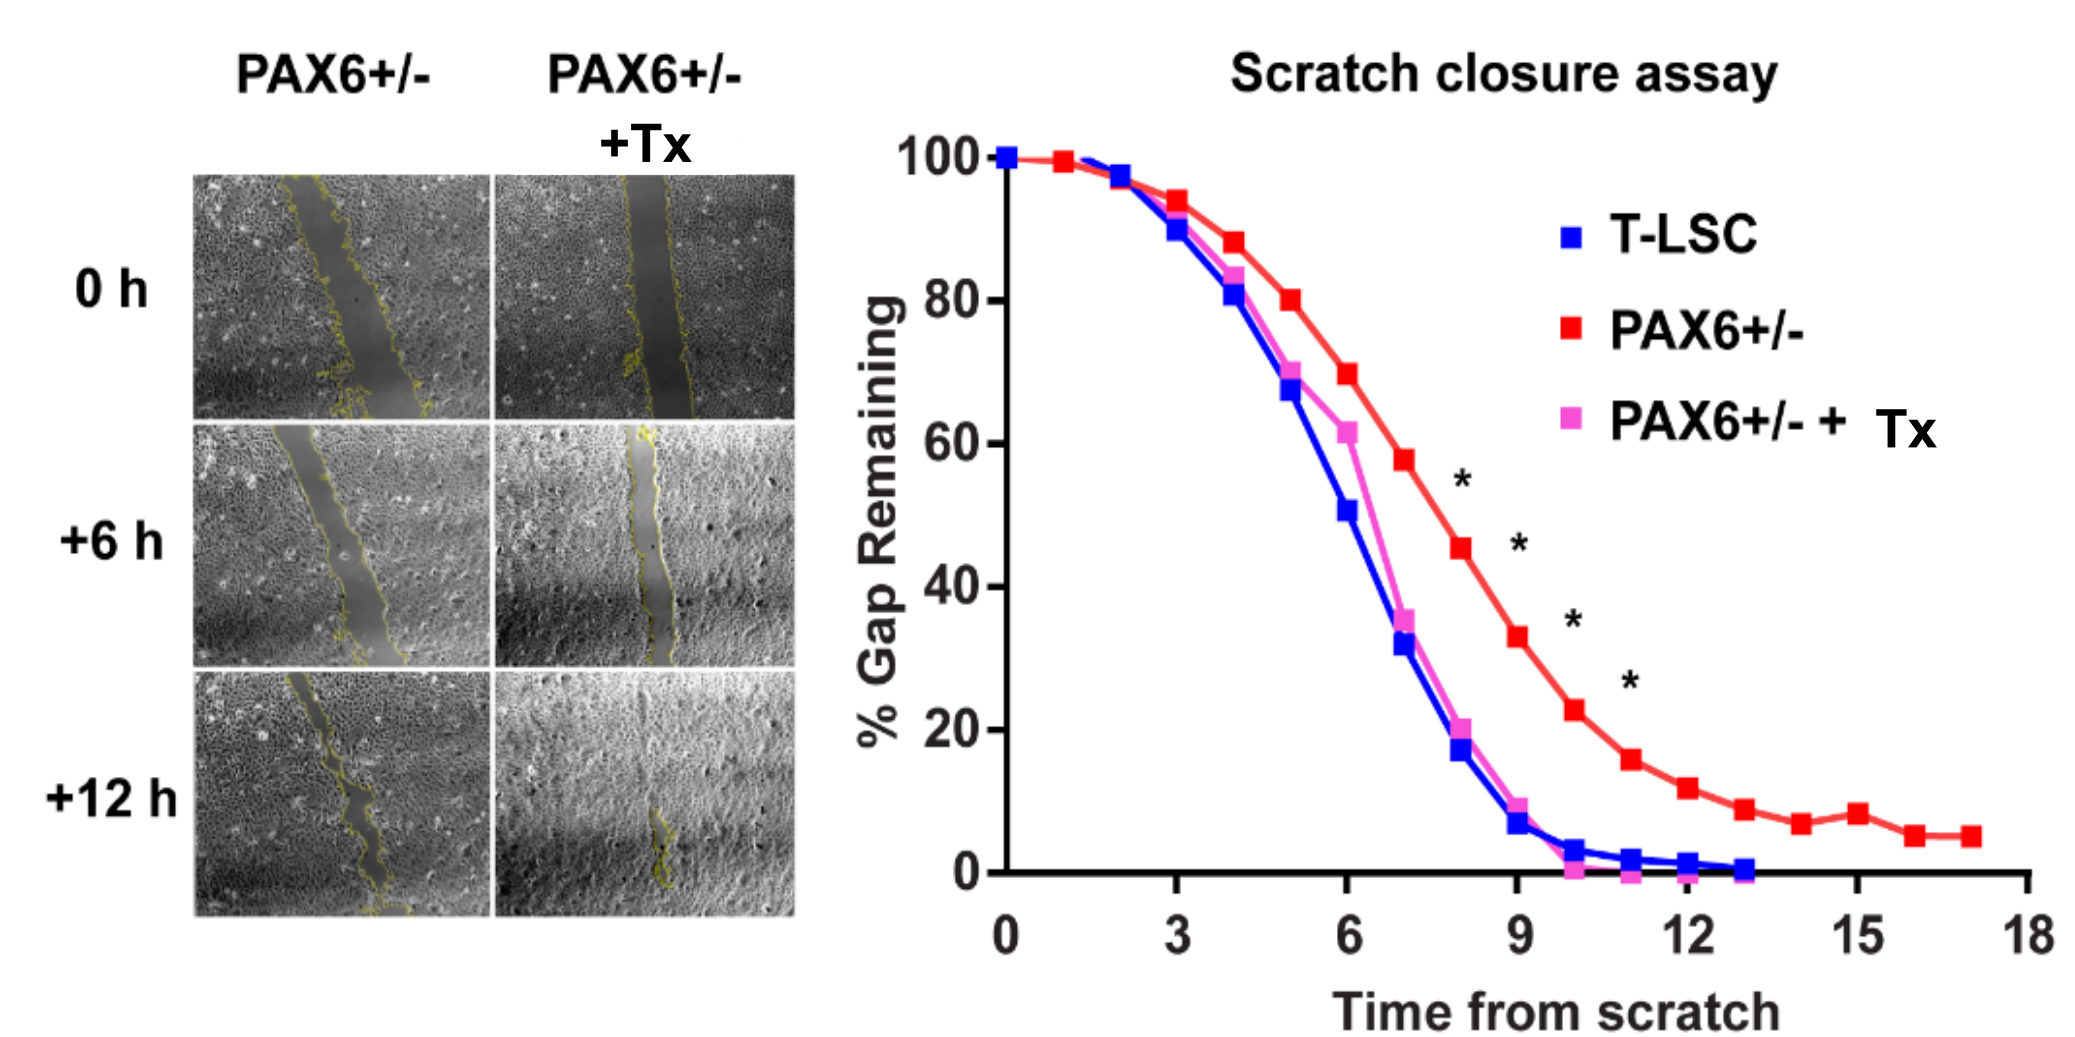 PAX6+/- PAX6+/-
+Tx
0 h
+6 h
+12 h
Scratch closure assay
% Gap Remaining
100
80
60
40
20
0
T-LSC
PAX6+/-
PAX6+/- + Tx
*
*
*
*
0 3 6 9 12 15 18
Time from scratch